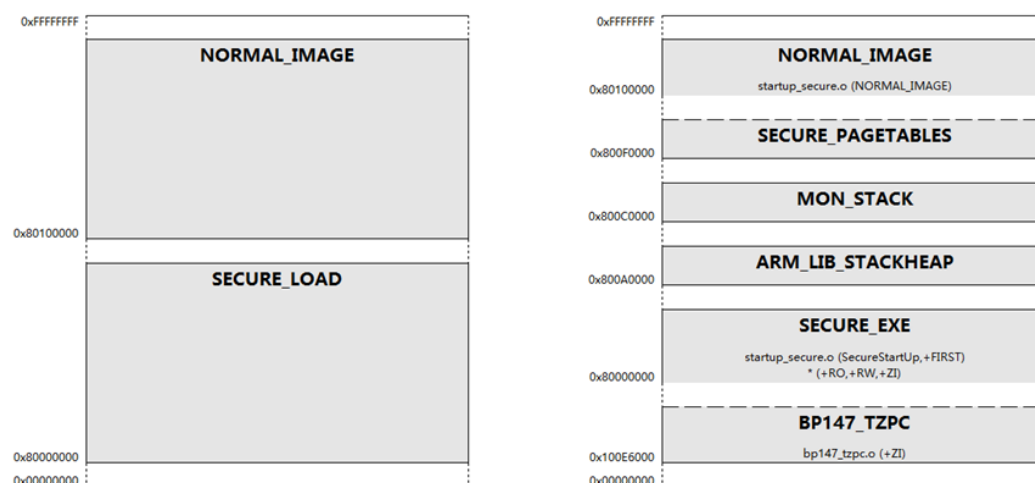 0xFFFFFFFF
NORMAL_IMAGE
0x80100000
SECURE_LOAD
0x80000000
0x00000000
0xFFFFFFFF
NORMAL_IMAGE
startup_secure.o (NORMAL_IMAGE)
0x80100000
SECURE_PAGETABLES
0x800F0000
MON_STACK
0x800C0000
ARM_LIB_STACKHEAP
0x800A0000
SECURE_EXE
startup_secure.o (SecureStartUp,+FIRST)
* (+RO,+RW,+ZI)
0x80000000
BP147_TZPC
bp147_tzpc.o (+ZI)
0x100E6000
0x00000000